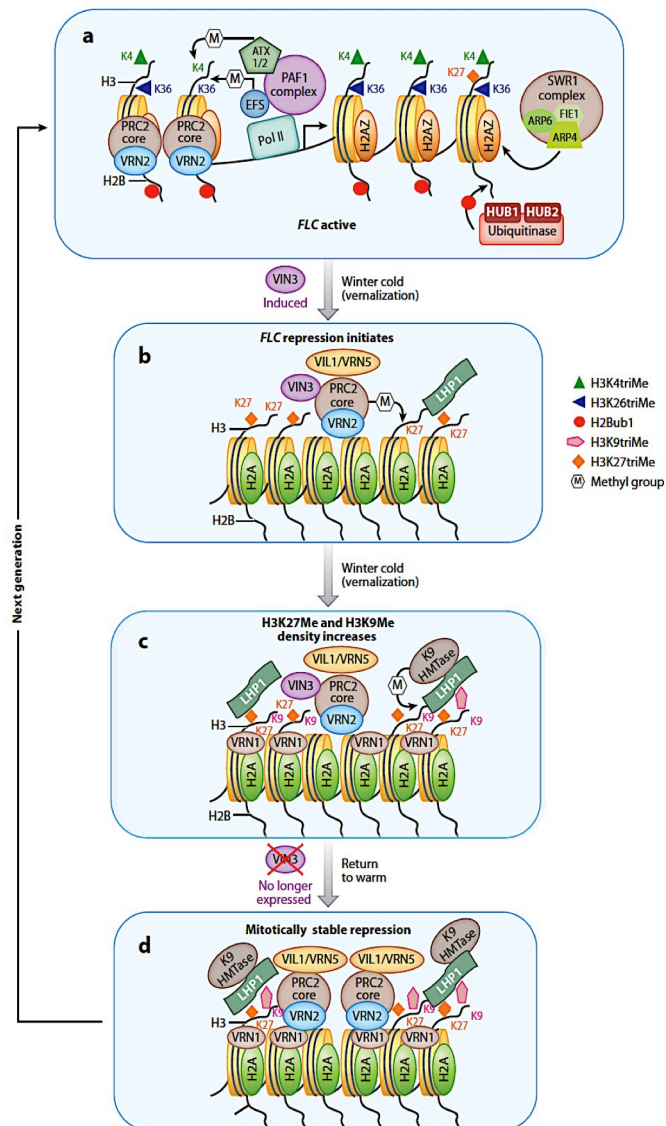 a
K4
H3
K36
PRC2
core
VRN2
H2B
K4
K36
PRC2
core
VRN2
M
M
ATX
1/2
PAF1
complex
EFS
Pol II
K4
K36
H2AZ
K4
K36
H2AZ
K4
K27
K36
H2AZ
SWR1
complex
ARP6
FIE1
ARP4
HUB1
HUB2
Ubiquitinase
FLC active
VIN3
Induced
Winter cold
(vernalization)
b
FLC repression initiates
VIL1/VRN5
VIN3
PRC2
core
VRN2
M
LHP1
K27
K27
K27
K27
H3
H2A
H2A
H2A
H2A
H2A
H2A
H2B
H3K4triMe
H3K26triMe
H2Bub1
H3K9triMe
H3K27triMe
M Methyl group
Winter cold
(vernalization)
Next generation
c
H3K27Me and H3K9Me
density increases
VIL1/VRN5
VIN3
PRC2
core
VRN2
K9
HMTase
M
LHP1
LHP1
H3
K27
K27
K9
K27
K9
K27
K9
VRN1
VRN1
VRN1
VRN1
H2A
H2A
H2A
H2A
H2A
H2A
H2B
VIN3
No longer
expressed
Return
to warm
d
Mitotically stable repression
K9
HMTase
LHP1
VIL1/VRN5
VIL1/VRN5
PRC2
core
VRN2
PRC2
core
VRN2
K9
HMTase
LHP1
H3
K27
K9
K27
K9
K27
K9
VRN1
VRN1
VRN1
VRN1
H2A
H2A
H2A
H2A
H2A
H2A